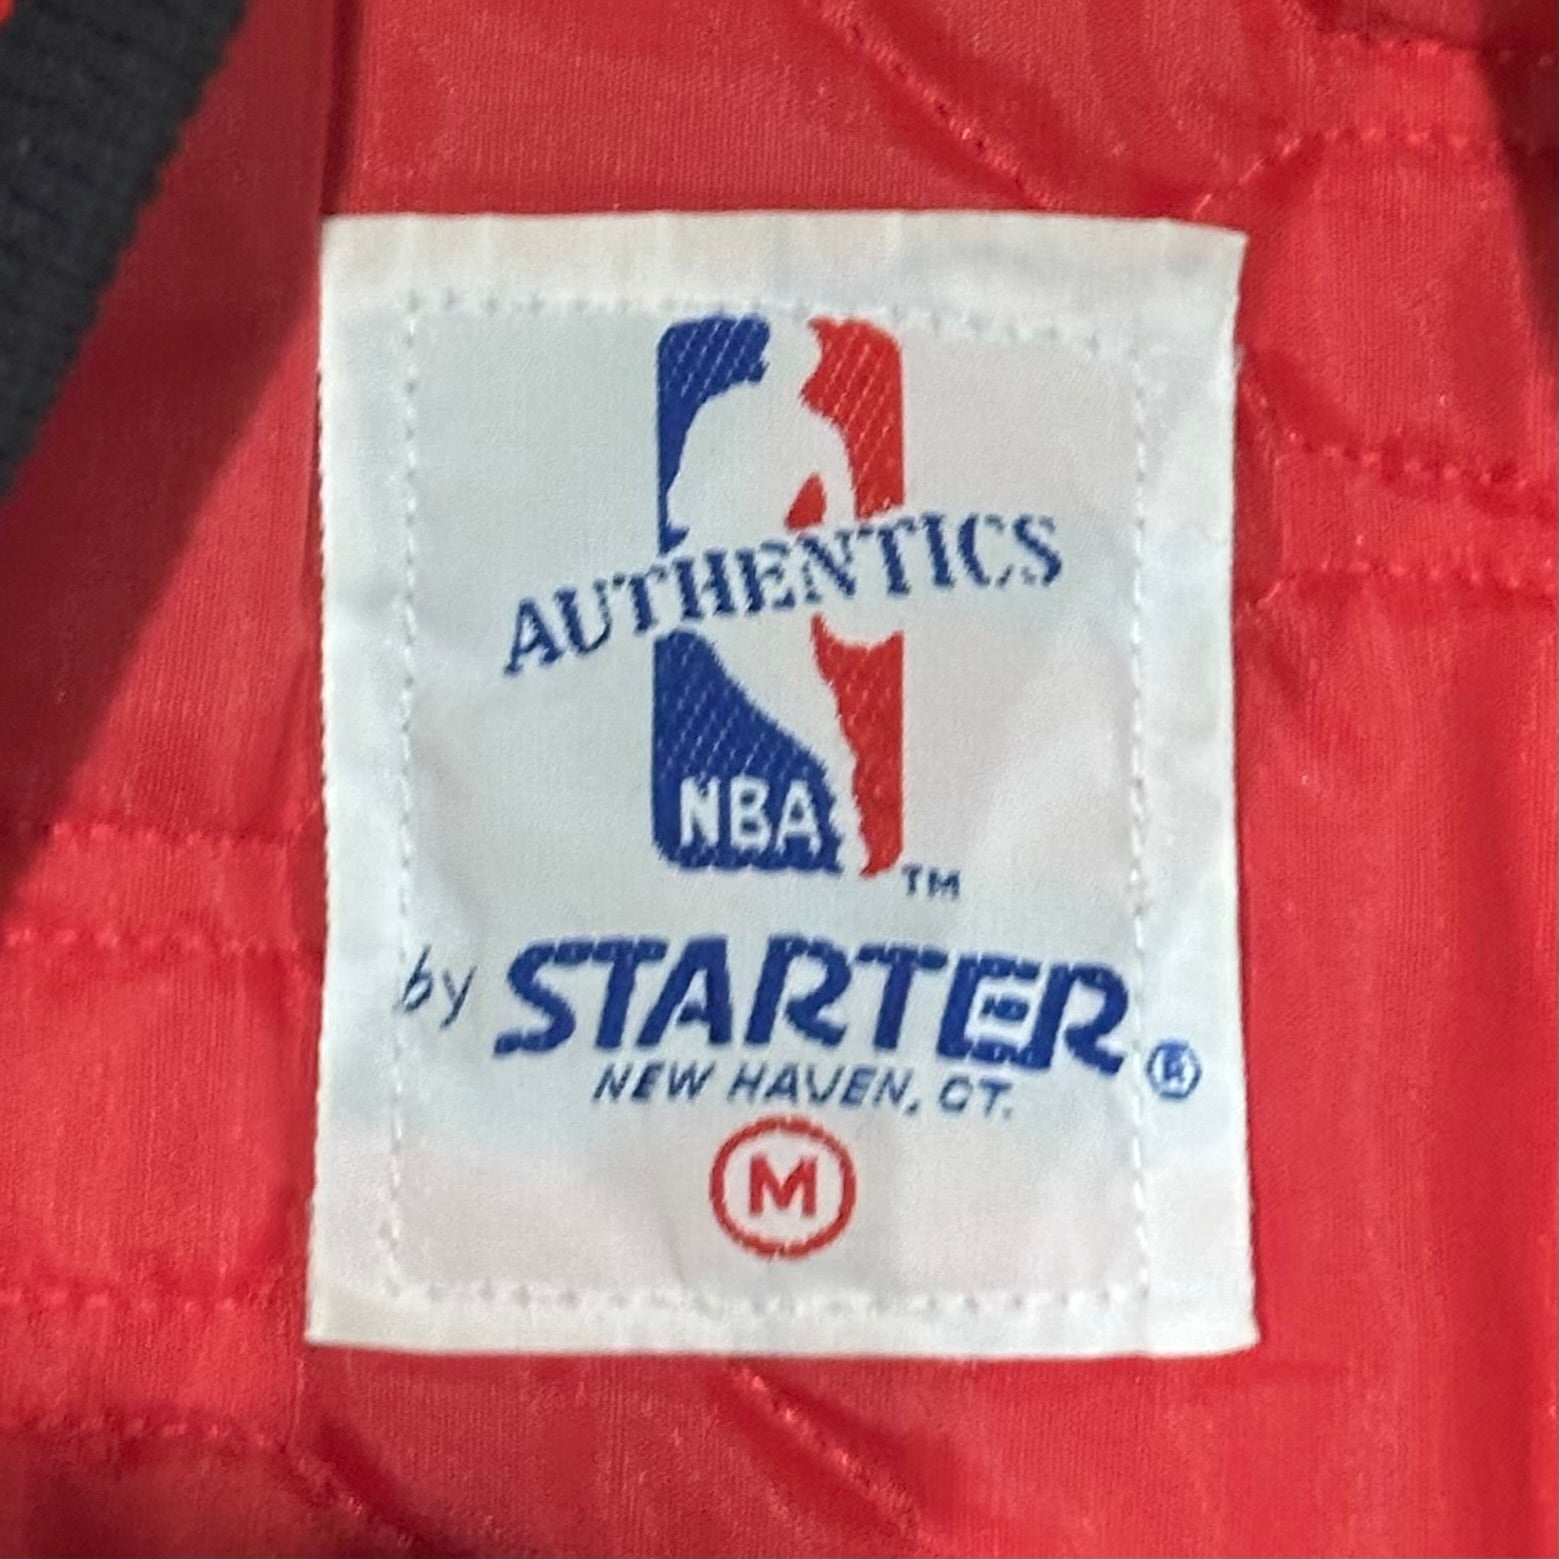 AUTHENTICS
NBA
TM
by STARTER®
NEW HAVEN, CT.
M